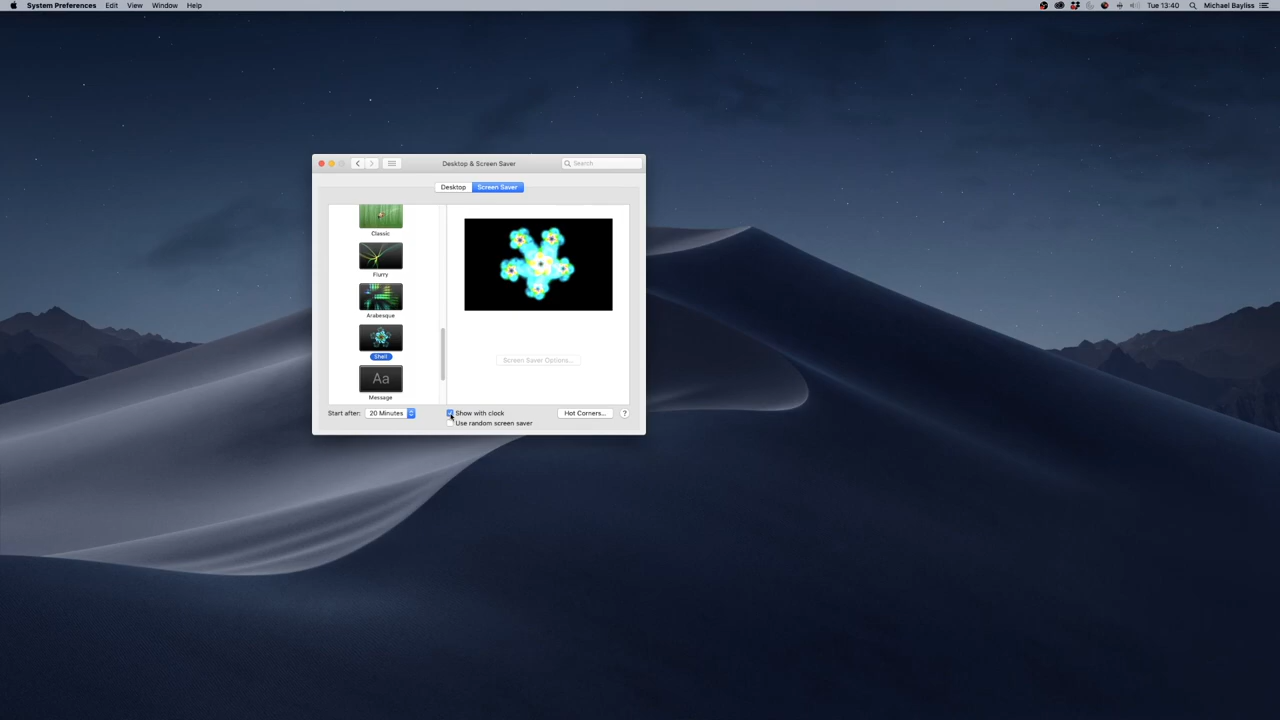 System Preferences Edit View Window Help Tue 13:40 Michael Bayliss
Desktop & Screen Saver Search
Desktop Screen Saver
Classic
Flurry
Arabesque
Shell
Aa
Message
Screen Saver Options...
Start after: 20 Minutes Show with clock Hot Corners... ?
Use random screen saver